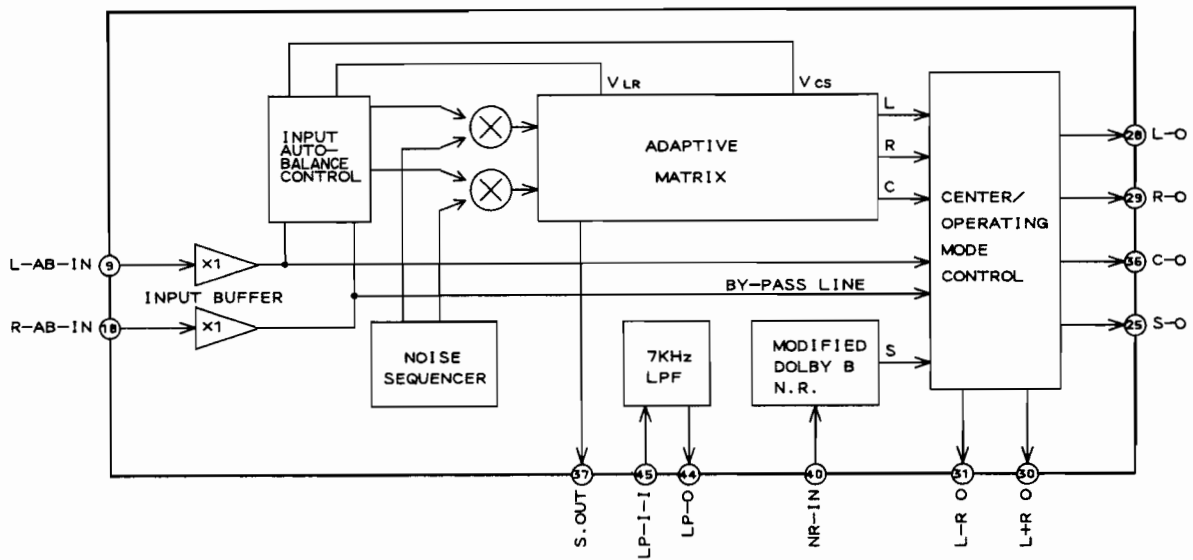 V LR
V CS
INPUT
AUTO-
BALANCE
CONTROL
ADAPTIVE
MATRIX
L
R
C
CENTER/
OPERATING
MODE
CONTROL
28 L-O
29 R-O
36 C-O
25 S-O
L-AB-IN 9
X1
INPUT BUFFER
R-AB-IN 18
X1
BY-PASS LINE
NOISE
SEQUENCER
7KHz
LPF
MODIFIED
DOLBY B
N.R.
S
37
45
44
40
31
30
S.OUT
LP-I-I
LP-O
NR-IN
L-R O
L+R O